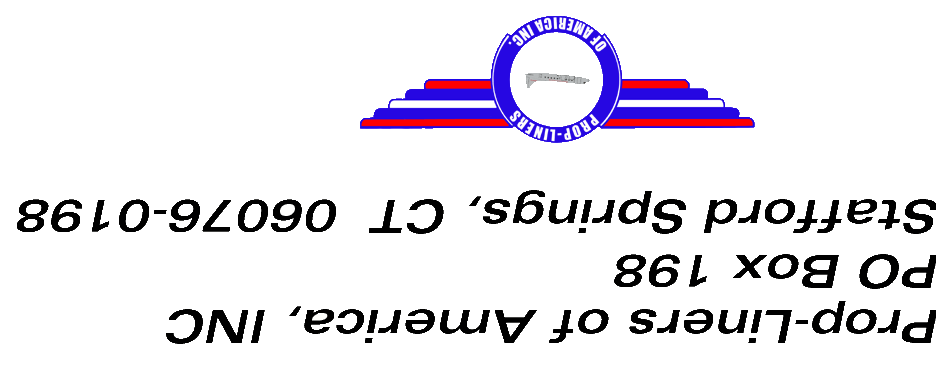 Prop-Liners of America, INC
PO Box 198
Stafford Springs, CT 06076-0198
PROP-LINERS
OF AMERICA INC.